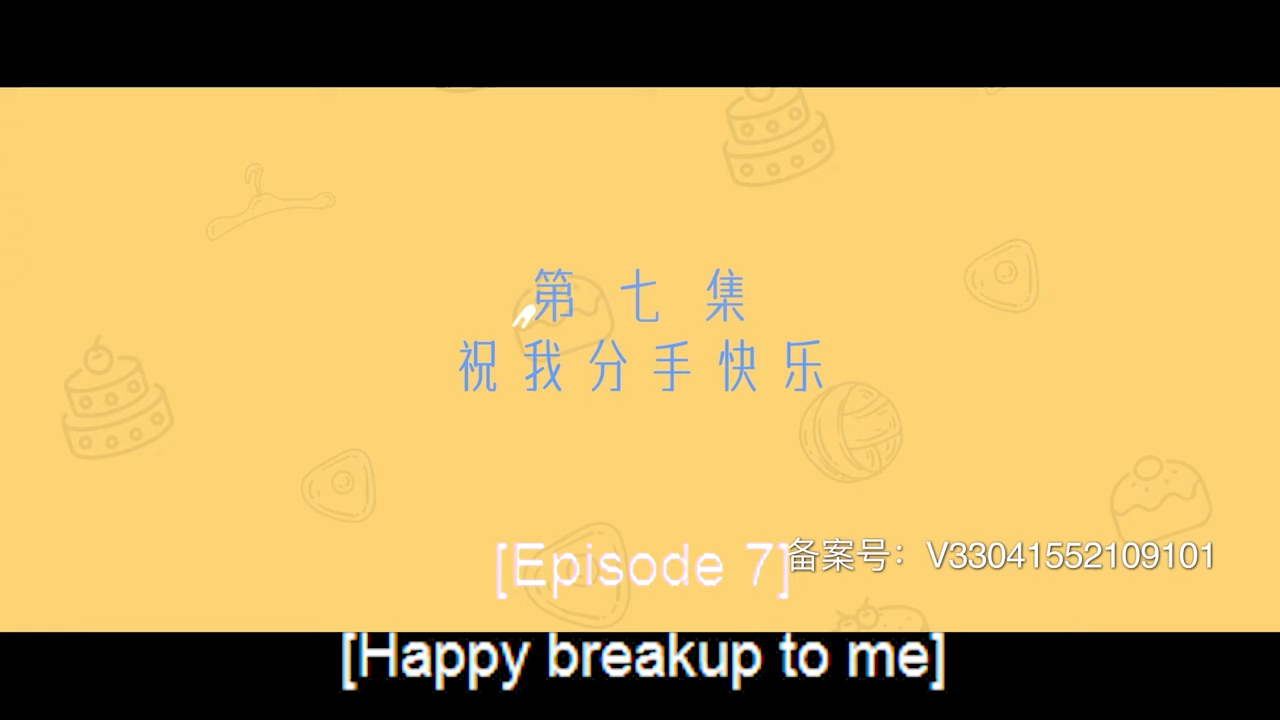 第七集
祝我分手快乐
[Episode 7]
备案号：V33041552109101
[Happy breakup to me]